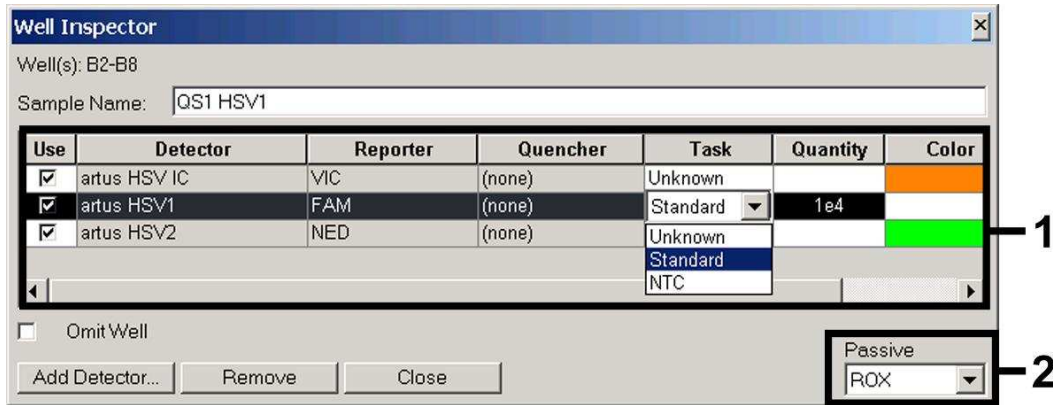 Well Inspector
Well(s): B2-B8
Sample Name: QS1 HSV1
Use Detector Reporter Quencher Task Quantity Color
artus HSV IC VIC (none) Unknown
artus HSV1 FAM (none) Standard 1e4
artus HSV2 NED (none)
Unknown
Standard
NTC
1
Omit Well
Passive
ROX
2
Add Detector... Remove Close